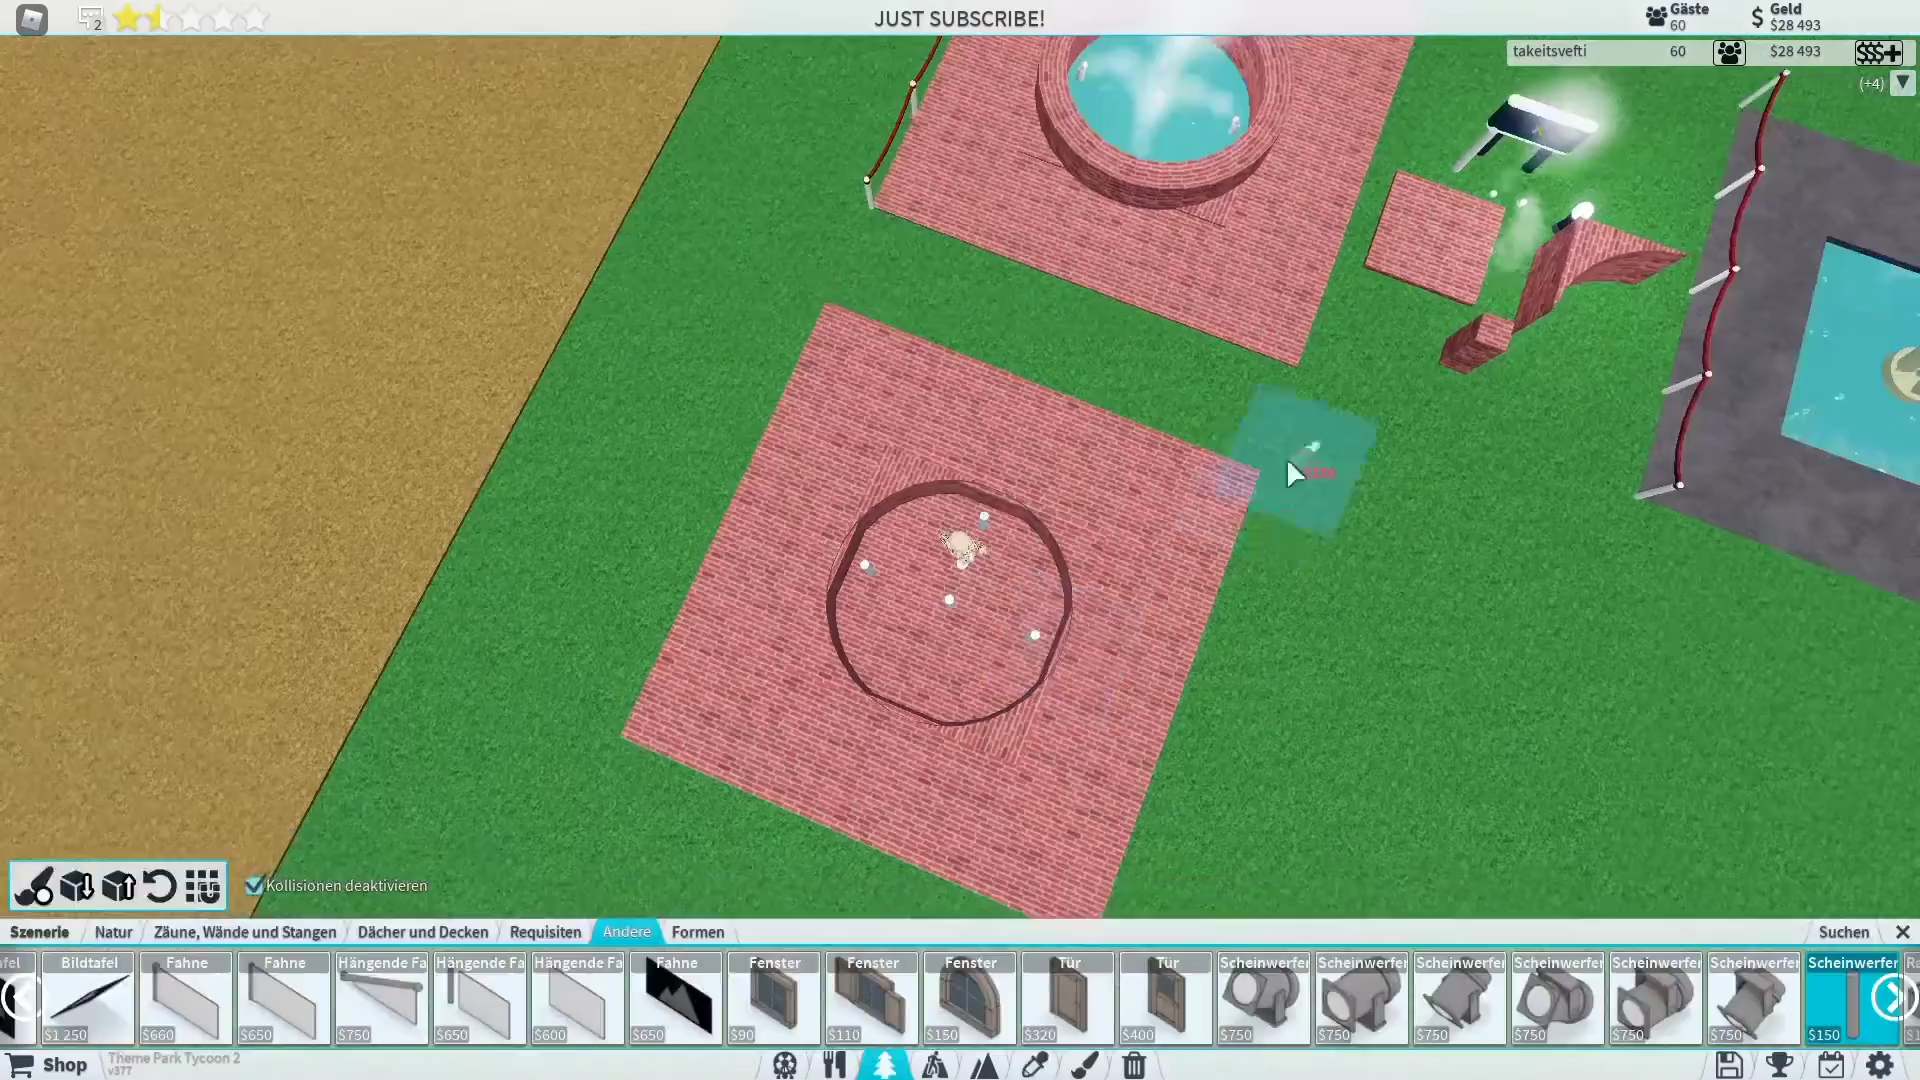 2
JUST SUBSCRIBE!
Gäste
60
Geld
$28 493
takeitsvefti
60
$28 493
$$$+
(+4)
Kollisionen deaktivieren
Szenerie
Natur
Zäune, Wände und Stangen
Dächer und Decken
Requisiten
Andere
Formen
Suchen
Bildtafel
Fahne
Fahne
Hängende Fa
Hängende Fa
Hängende Fa
Fahne
Fenster
Fenster
Fenster
Tür
Tür
Scheinwerfer
Scheinwerfer
Scheinwerfer
Scheinwerfer
Scheinwerfer
Scheinwerfer
Scheinwerfer
$1 250
$660
$650
$750
$650
$600
$650
$90
$110
$150
$320
$400
$750
$750
$750
$750
$750
$750
$150
Shop
Theme Park Tycoon 2
v377